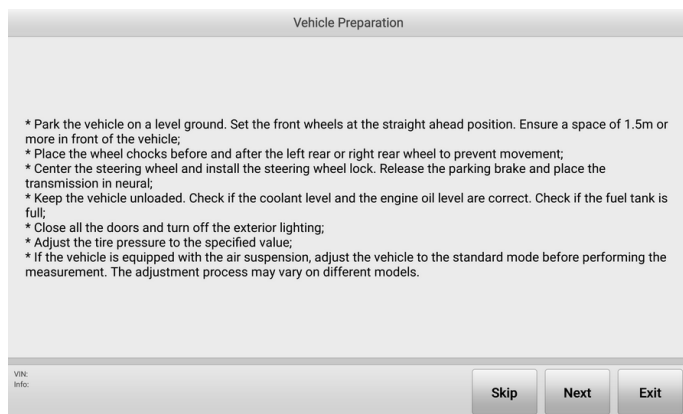 Vehicle Preparation
* Park the vehicle on a level ground. Set the front wheels at the straight ahead position. Ensure a space of 1.5m or
more in front of the vehicle;
* Place the wheel chocks before and after the left rear or right rear wheel to prevent movement;
* Center the steering wheel and install the steering wheel lock. Release the parking brake and place the
transmission in neural;
* Keep the vehicle unloaded. Check if the coolant level and the engine oil level are correct. Check if the fuel tank is
full;
* Close all the doors and turn off the exterior lighting;
* Adjust the tire pressure to the specified value;
* If the vehicle is equipped with the air suspension, adjust the vehicle to the standard mode before performing the
measurement. The adjustment process may vary on different models.
VIN:
Info:
Skip Next Exit